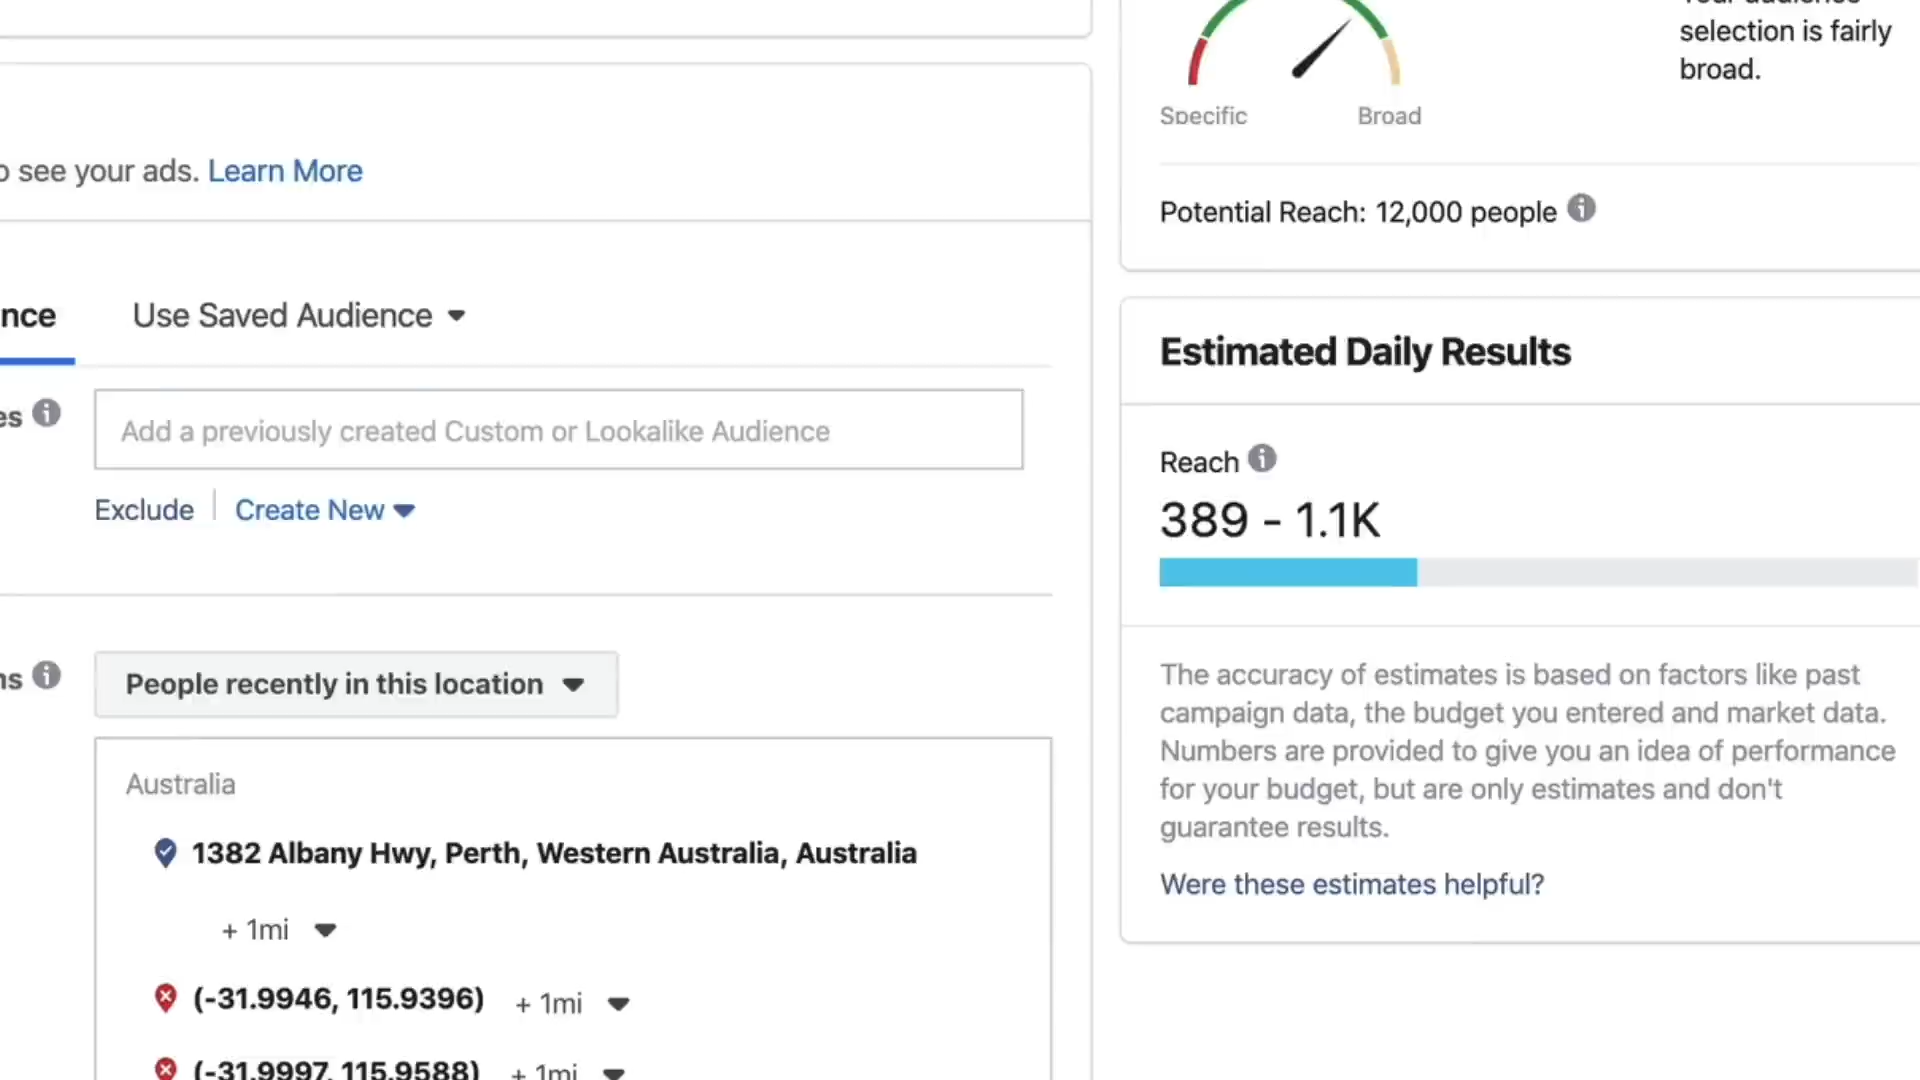 selection is fairly
broad.
Specific
Broad
o see your ads. Learn More
Potential Reach: 12,000 people
nce
Use Saved Audience
Estimated Daily Results
es
Add a previously created Custom or Lookalike Audience
Reach
389 - 1.1K
Exclude
Create New
ns
People recently in this location
The accuracy of estimates is based on factors like past
campaign data, the budget you entered and market data.
Numbers are provided to give you an idea of performance
for your budget, but are only estimates and don't
guarantee results.
Were these estimates helpful?
Australia
1382 Albany Hwy, Perth, Western Australia, Australia
+ 1mi
(-31.9946, 115.9396) + 1mi
(-31.9997, 115.9588) + 1mi